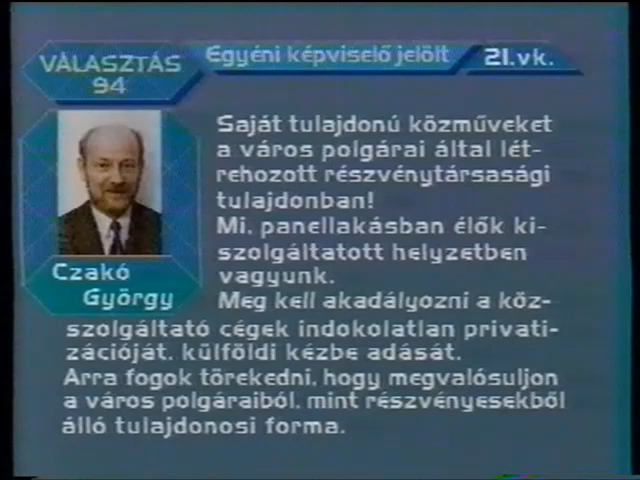 VÁLASZTÁS
94
Egyéni képviselő jelölt
21.vk.
Saját tulajdonú közműveket
a város polgárai által lét-
rehozott részvénytársasági
tulajdonban!
Mi, panellakásban élők ki-
szolgáltatott helyzetben
vagyunk.
Czakó
György
Meg kell akadályozni a köz-
szolgáltató cégek indokolatlan privati-
zációját, külföldi kézbe adását.
Arra fogok törekedni, hogy megvalósuljon
a város polgáraiból, mint részvényesekből
álló tulajdonosi forma.